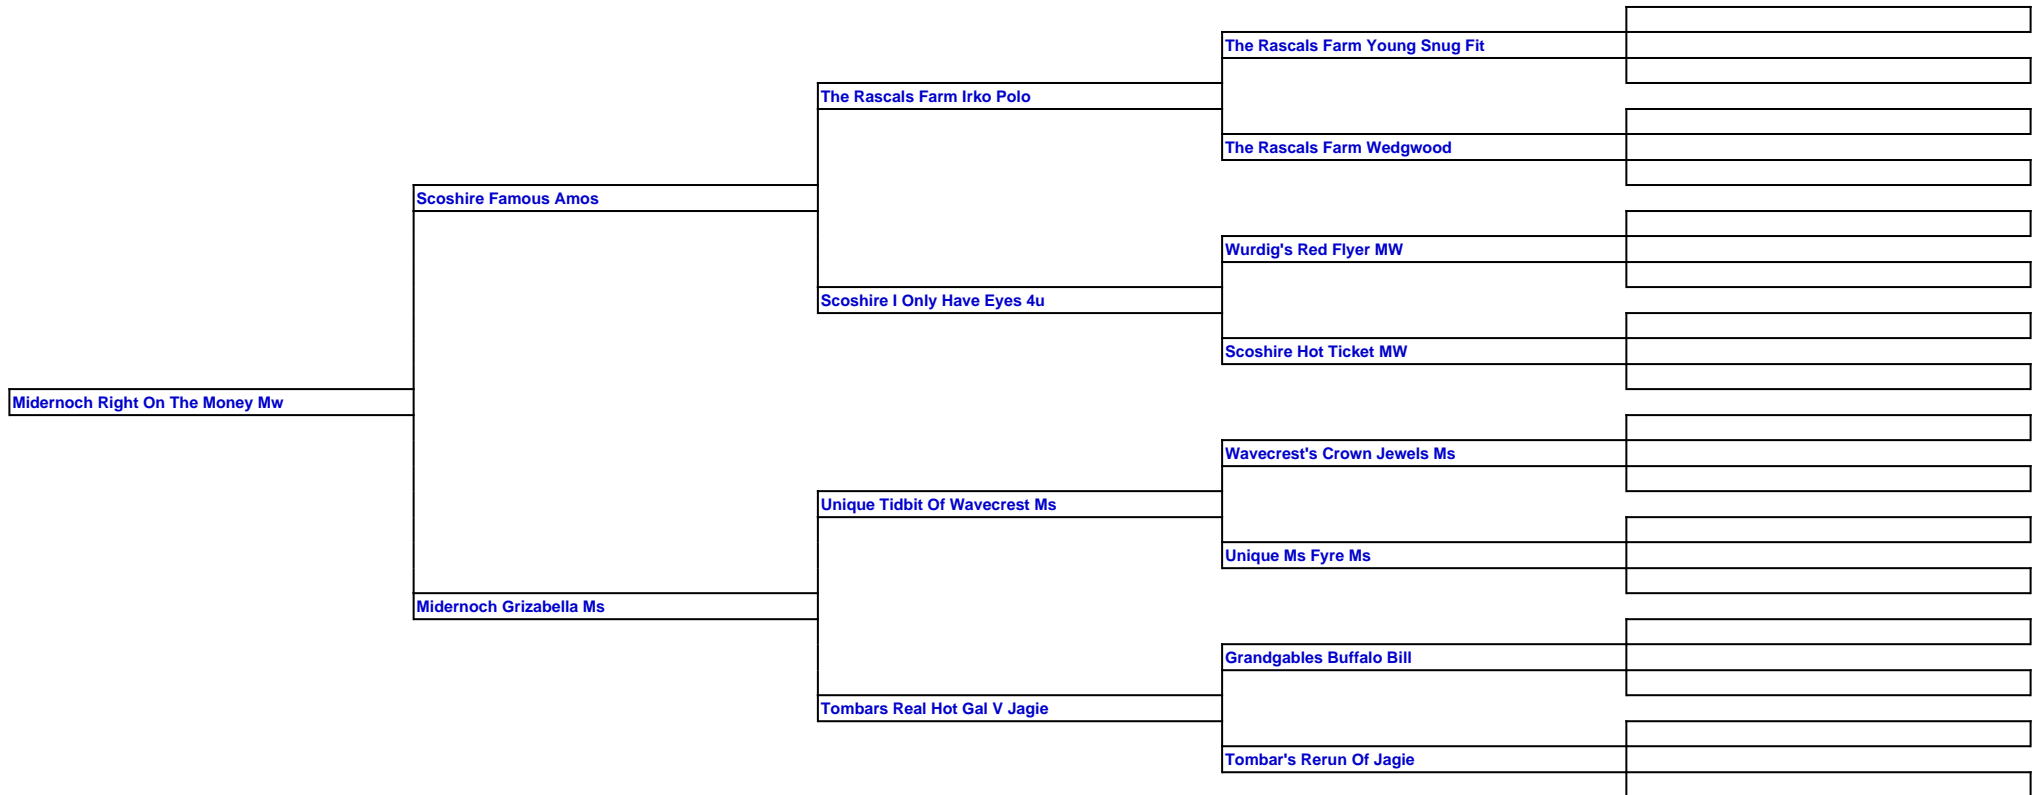 The Rascals Farm Young Snug Fit
The Rascals Farm Irko Polo
The Rascals Farm Wedgwood
Scoshire Famous Amos
Wurdig's Red Flyer MW
Scoshire I Only Have Eyes 4u
Scoshire Hot Ticket MW
Midernoch Right On The Money Mw
Wavecrest's Crown Jewels Ms
Unique Tidbit Of Wavecrest Ms
Unique Ms Fyre Ms
Midernoch Grizabella Ms
Grandgables Buffalo Bill
Tombars Real Hot Gal V Jagie
Tombar's Rerun Of Jagie